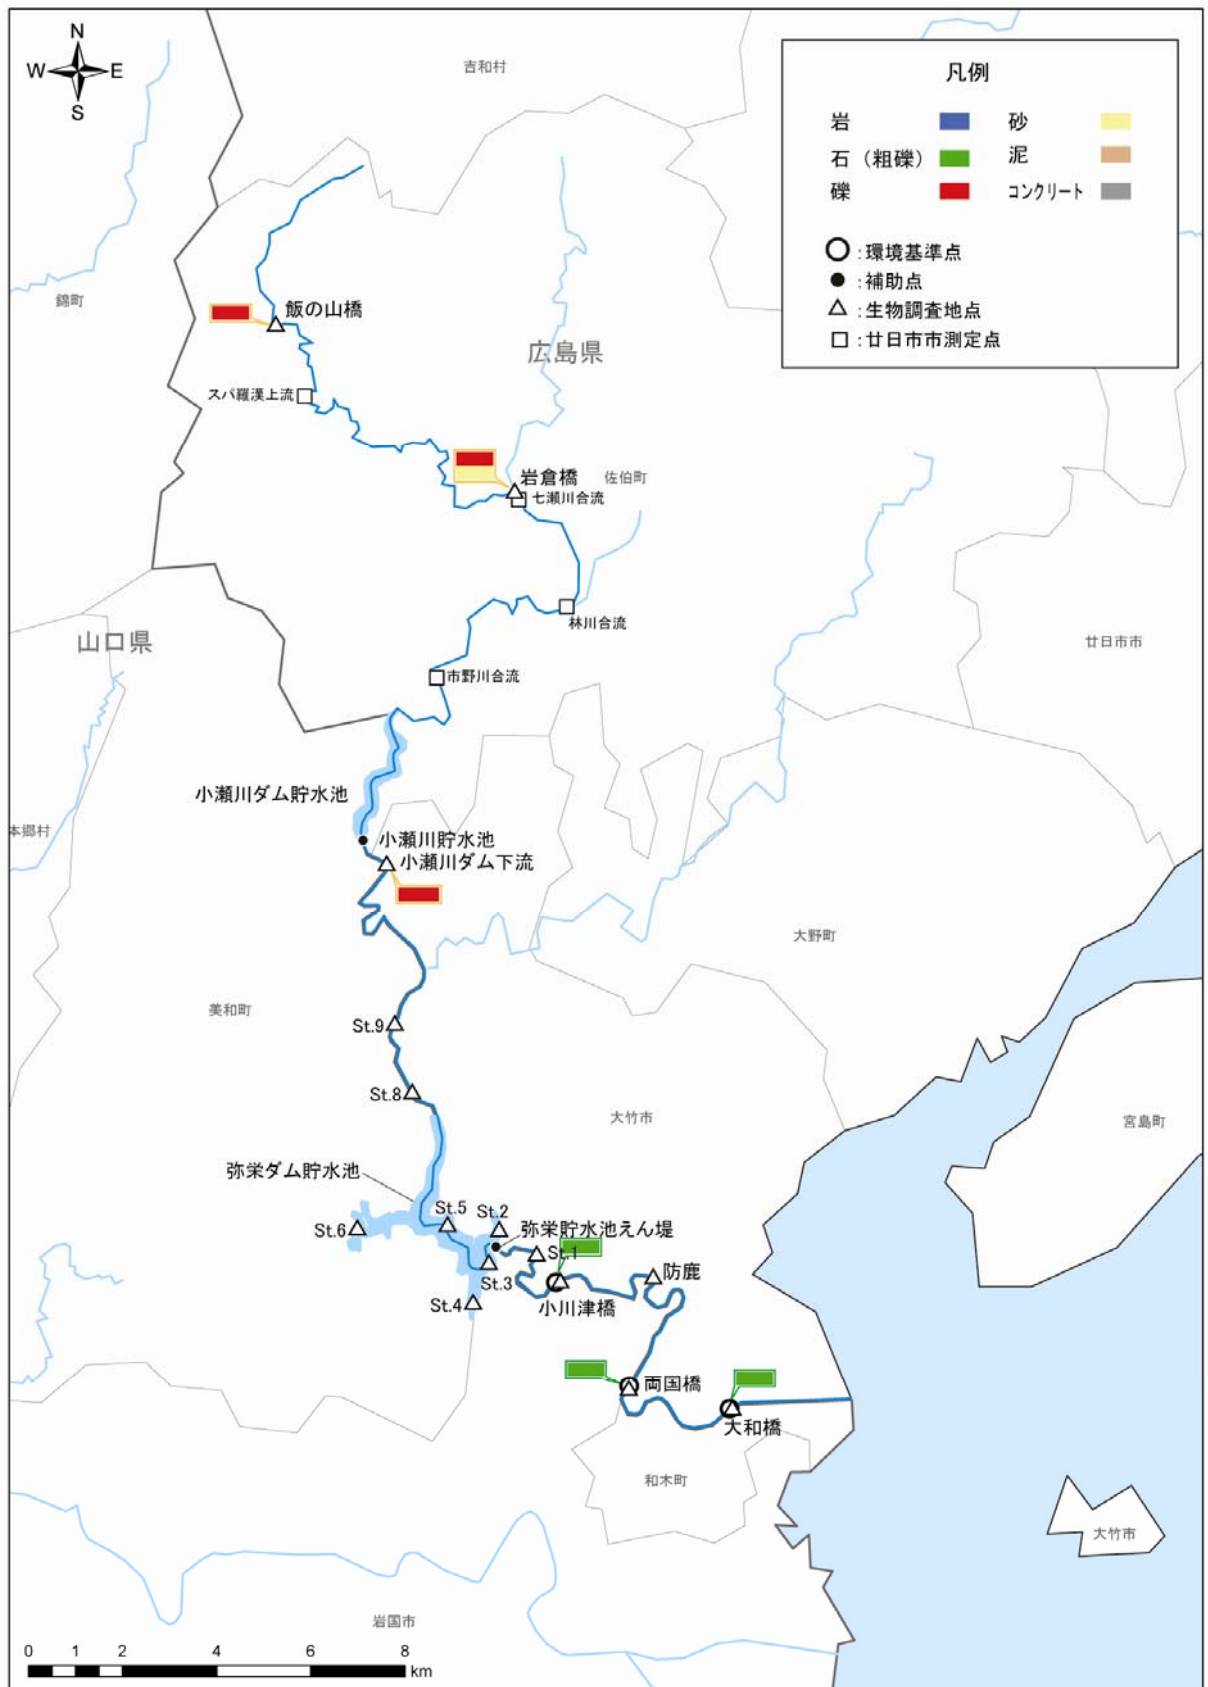 N
W
E
S
吉和村
凡例
岩
砂
石（粗礫）
泥
礫
コンクリート
：環境基準点
：補助点
：生物調査地点
：廿日市市測定点
錦町
飯の山橋
広島県
スパ羅漢上流
岩倉橋
佐伯町
七瀬川合流
林川合流
山口県
廿日市市
市野川合流
小瀬川ダム貯水池
本郷村
小瀬川貯水池
小瀬川ダム下流
大野町
美和町
St.9
St.8
大竹市
宮島町
弥栄ダム貯水池
St.5
St.2
St.6
弥栄貯水池えん堤
St.1
St.3
防鹿
St.4
小川津橋
両国橋
大和橋
和木町
大竹市
岩国市
0 1 2 4 6 8
km